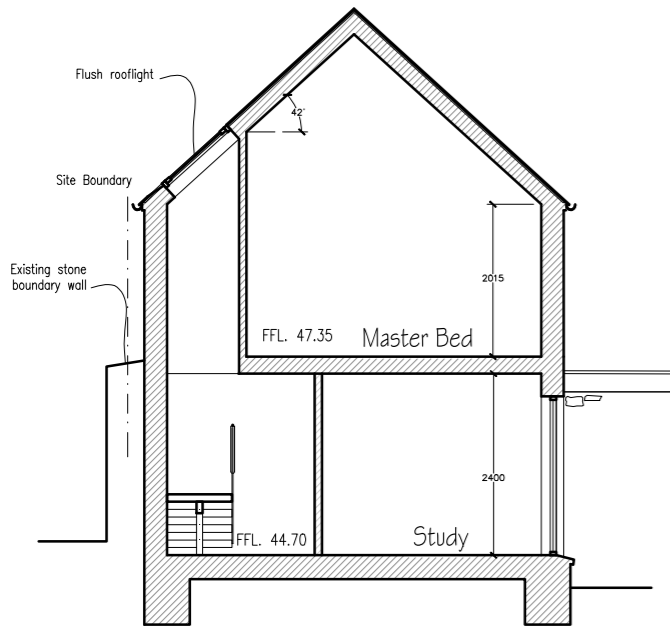 Flush rooflight
42°
Site Boundary
Existing stone
boundary wall
2015
FFL. 47.35
Master Bed
2400
FFL. 44.70
Study